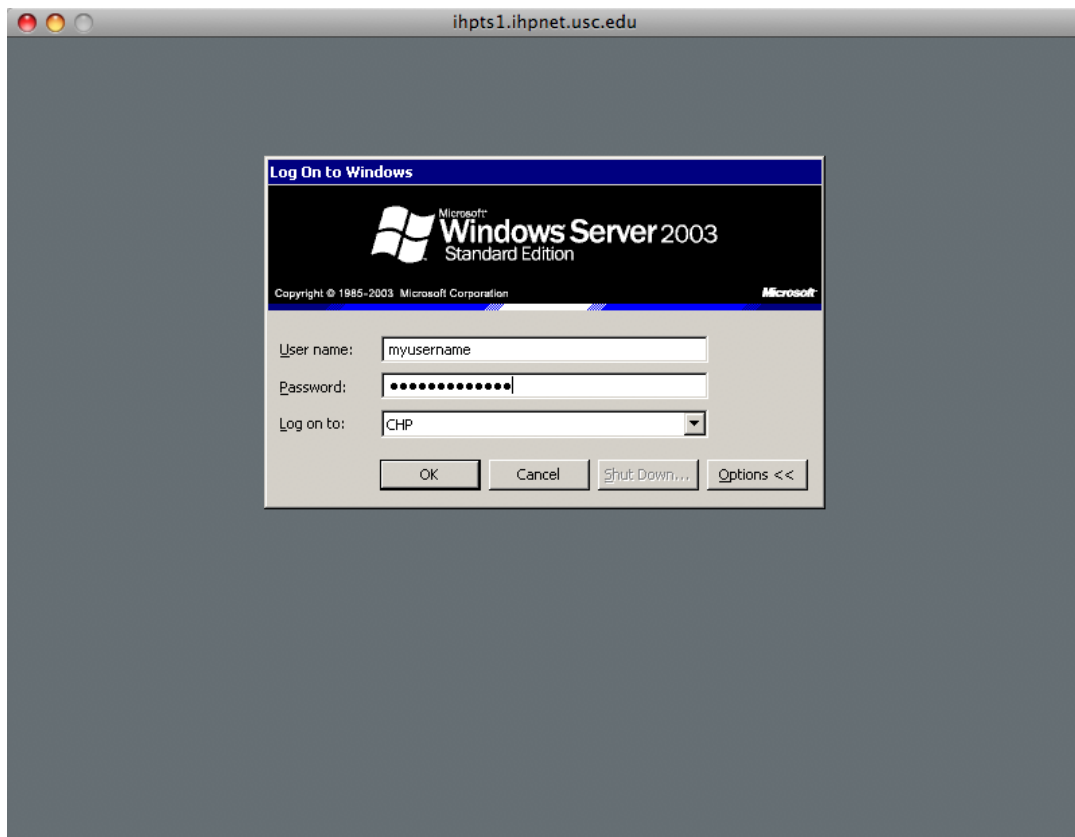 ihpts1.ihpnet.usc.edu
Log On to Windows
Microsoft
Windows Server 2003
Standard Edition
Copyright © 1985-2003 Microsoft Corporation
Microsoft
User name: myusername
Password: •••••••••••••
Log on to: CHP
OK Cancel Shut Down... Options <<